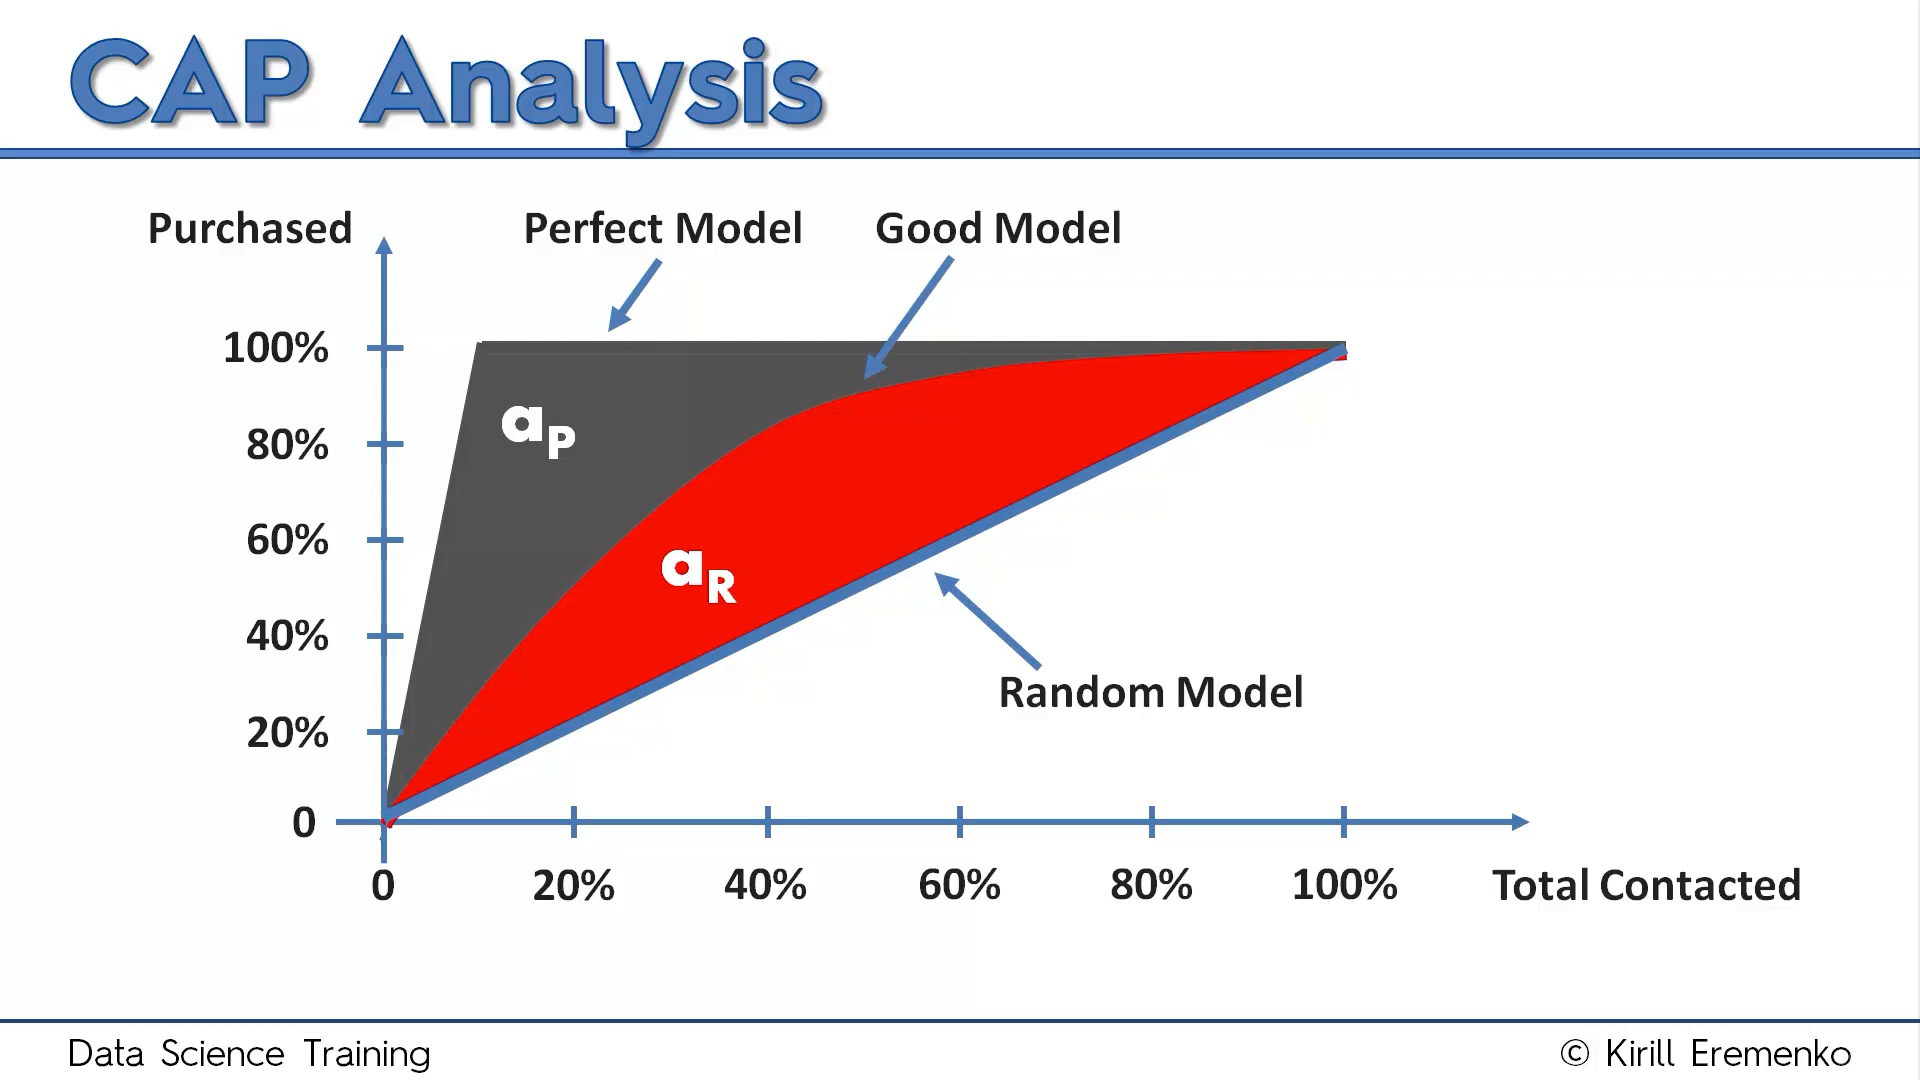 CAP Analysis
Purchased
Perfect Model
Good Model
100%
80%
60%
40%
20%
0
aP
aR
Random Model
0 20% 40% 60% 80% 100% Total Contacted
Data Science Training
© Kirill Eremenko